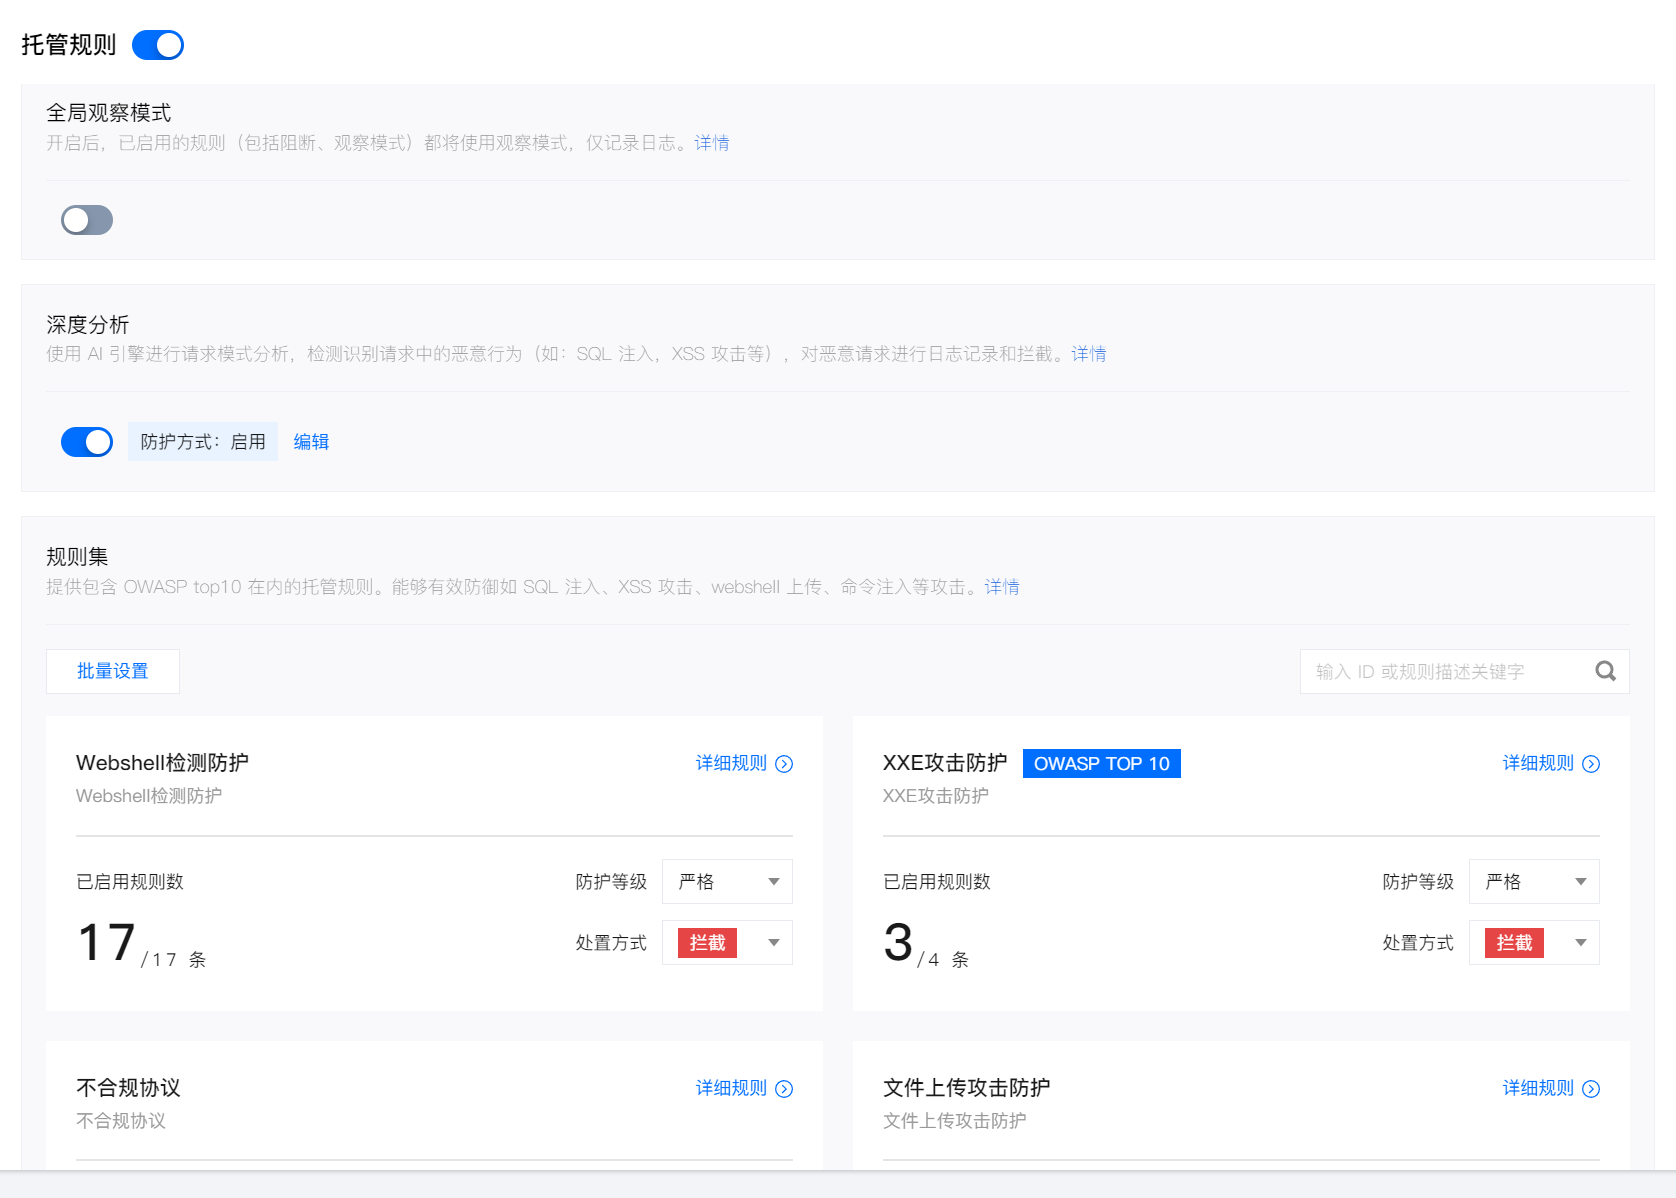 托管规则
全局观察模式
开启后，已启用的规则（包括阻断、观察模式）都将使用观察模式，仅记录日志。详情
深度分析
使用 AI 引擎进行请求模式分析，检测识别请求中的恶意行为（如：SQL 注入，XSS 攻击等），对恶意请求进行日志记录和拦截。详情
防护方式：启用 编辑
规则集
提供包含 OWASP top10 在内的托管规则。能够有效防御如 SQL 注入、XSS 攻击、webshell 上传、命令注入等攻击。详情
批量设置
输入 ID 或规则描述关键字
Webshell检测防护 详细规则
Webshell检测防护
已启用规则数 防护等级 严格
17 /17 条 处置方式 拦截
XXE攻击防护 OWASP TOP 10 详细规则
XXE攻击防护
已启用规则数 防护等级 严格
3 /4 条 处置方式 拦截
不合规协议 详细规则
不合规协议
文件上传攻击防护 详细规则
文件上传攻击防护